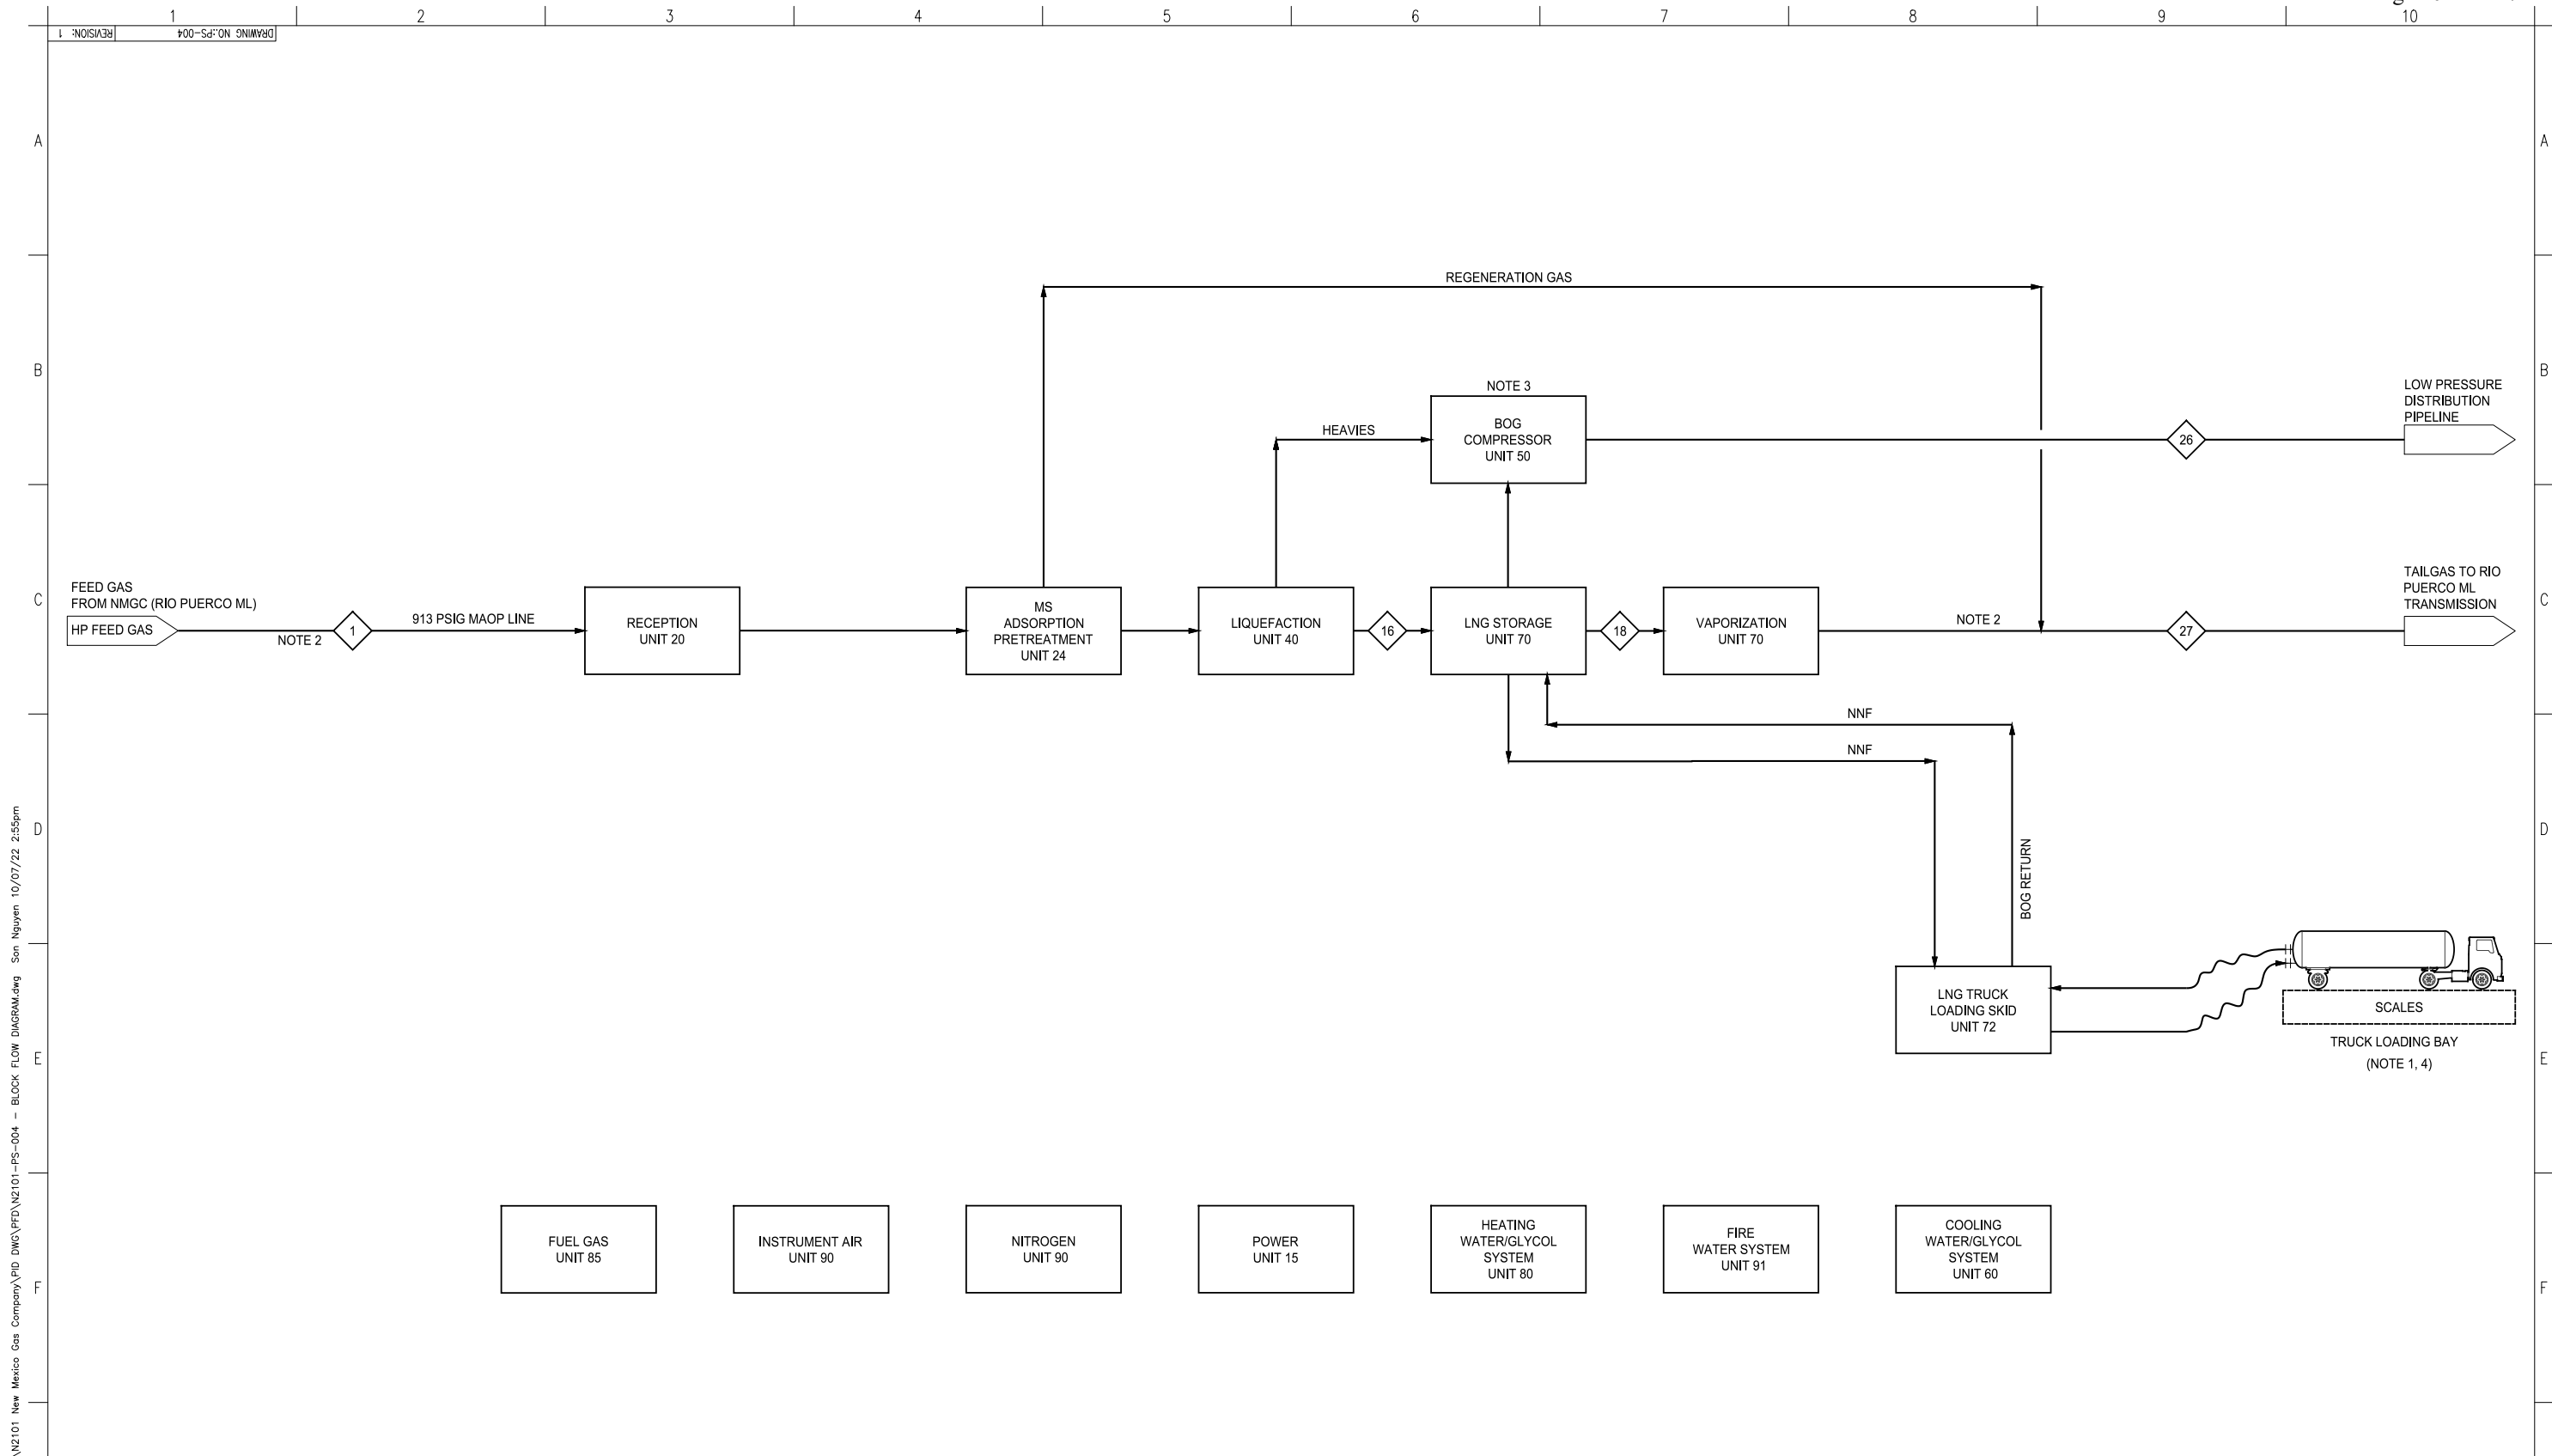 1 2 3 4 5 6 7 8 9 10
DRAWING NO.:PS-004
REVISION: 1
A
A
REGENERATION GAS
B
B
NOTE 3
BOG
COMPRESSOR
UNIT 50
HEAVIES
26
LOW PRESSURE
DISTRIBUTION
PIPELINE
C
C
FEED GAS
FROM NMGC (RIO PUERCO ML)
HP FEED GAS
NOTE 2
1
913 PSIG MAOP LINE
RECEPTION
UNIT 20
MS
ADSORPTION
PRETREATMENT
UNIT 24
LIQUEFACTION
UNIT 40
16
LNG STORAGE
UNIT 70
18
VAPORIZATION
UNIT 70
NOTE 2
27
TAILGAS TO RIO
PUERCO ML
TRANSMISSION
NNF
NNF
D
D
BOG RETURN
LNG TRUCK
LOADING SKID
UNIT 72
SCALES
TRUCK LOADING BAY
(NOTE 1, 4)
E
E
FUEL GAS
UNIT 85
INSTRUMENT AIR
UNIT 90
NITROGEN
UNIT 90
POWER
UNIT 15
HEATING
WATER/GLYCOL
SYSTEM
UNIT 80
FIRE
WATER SYSTEM
UNIT 91
COOLING
WATER/GLYCOL
SYSTEM
UNIT 60
F
F
\N2101 New Mexico Gas Company\PID DWG\PFD\N2101-PS-004 - BLOCK FLOW DIAGRAM.dwg Son Nguyen 10/07/22 2:55pm